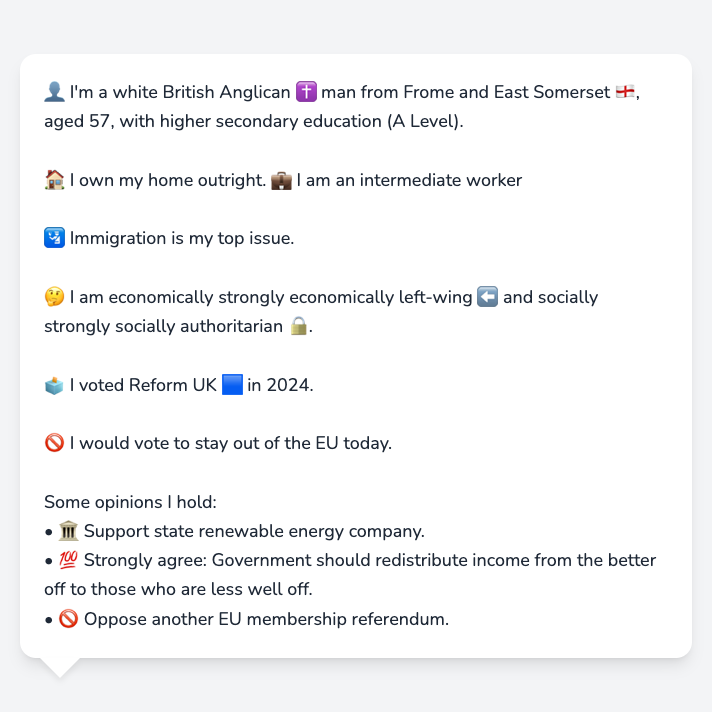 👤 I'm a white British Anglican ✝️ man from Frome and East Somerset 🏴󠁧󠁢󠁥󠁮󠁧󠁿,
aged 57, with higher secondary education (A Level).
🏠 I own my home outright. 💼 I am an intermediate worker
🛂 Immigration is my top issue.
🤔 I am economically strongly economically left-wing ⬅️ and socially
strongly socially authoritarian 🔒.
🗳️ I voted Reform UK 🟦 in 2024.
🚫 I would vote to stay out of the EU today.
Some opinions I hold:
• 🏛️ Support state renewable energy company.
• 💯 Strongly agree: Government should redistribute income from the better
off to those who are less well off.
• 🚫 Oppose another EU membership referendum.